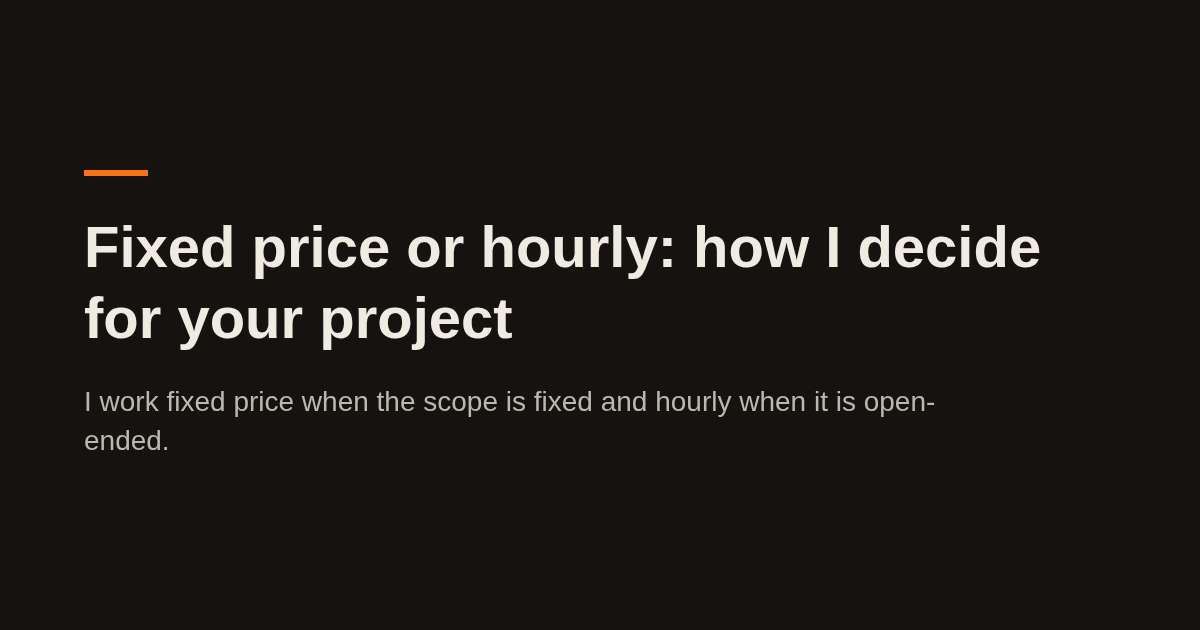 Fixed price or hourly: how I decide
for your project
I work fixed price when the scope is fixed and hourly when it is open-
ended.